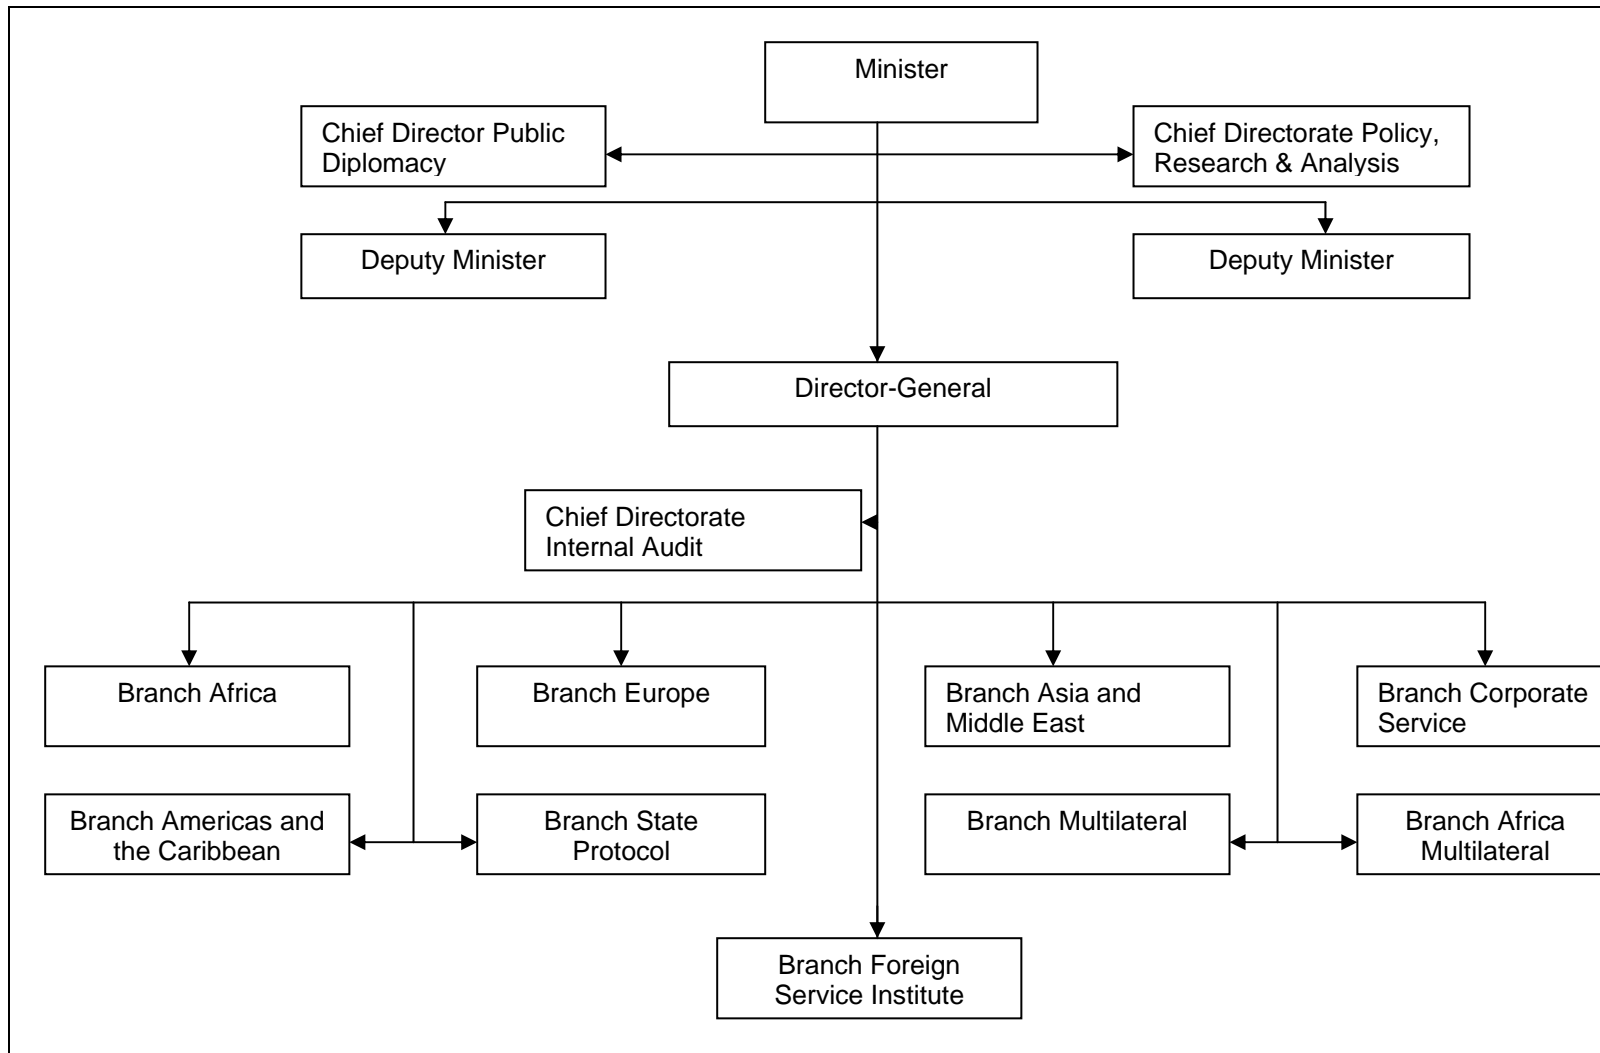 Minister
Chief Director Public
Diplomacy
Chief Directorate Policy,
Research & Analysis
Deputy Minister
Deputy Minister
Director-General
Chief Directorate
Internal Audit
Branch Africa
Branch Europe
Branch Asia and
Middle East
Branch Corporate
Service
Branch Americas and
the Caribbean
Branch State
Protocol
Branch Multilateral
Branch Africa
Multilateral
Branch Foreign
Service Institute